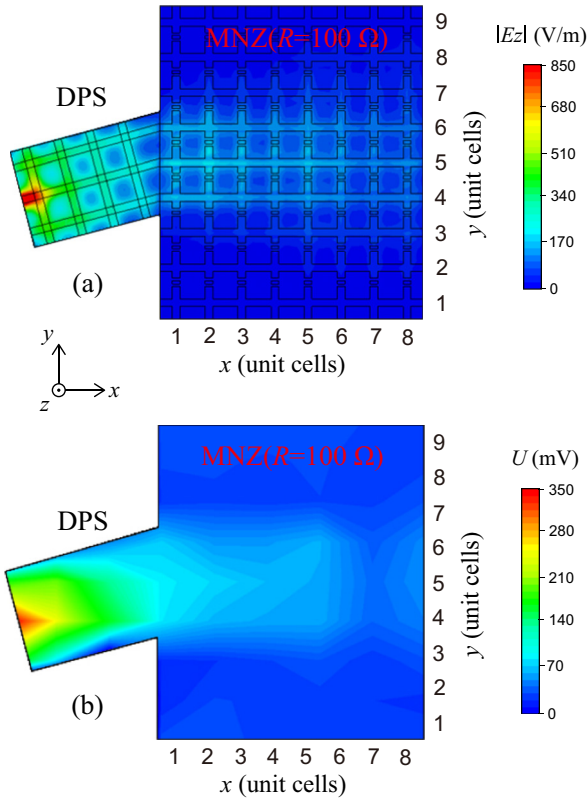 MNZ(R=100 Ω)
|Ez| (V/m)
DPS
850
680
510
340
170
0
9
8
7
6
5
4
3
2
1
y (unit cells)
(a)
1 2 3 4 5 6 7 8
x (unit cells)
y
z
x
MNZ(R–100 Ω)
U (mV)
DPS
350
280
210
140
70
0
9
8
7
6
5
4
3
2
1
y (unit cells)
(b)
1 2 3 4 5 6 7 8
x (unit cells)